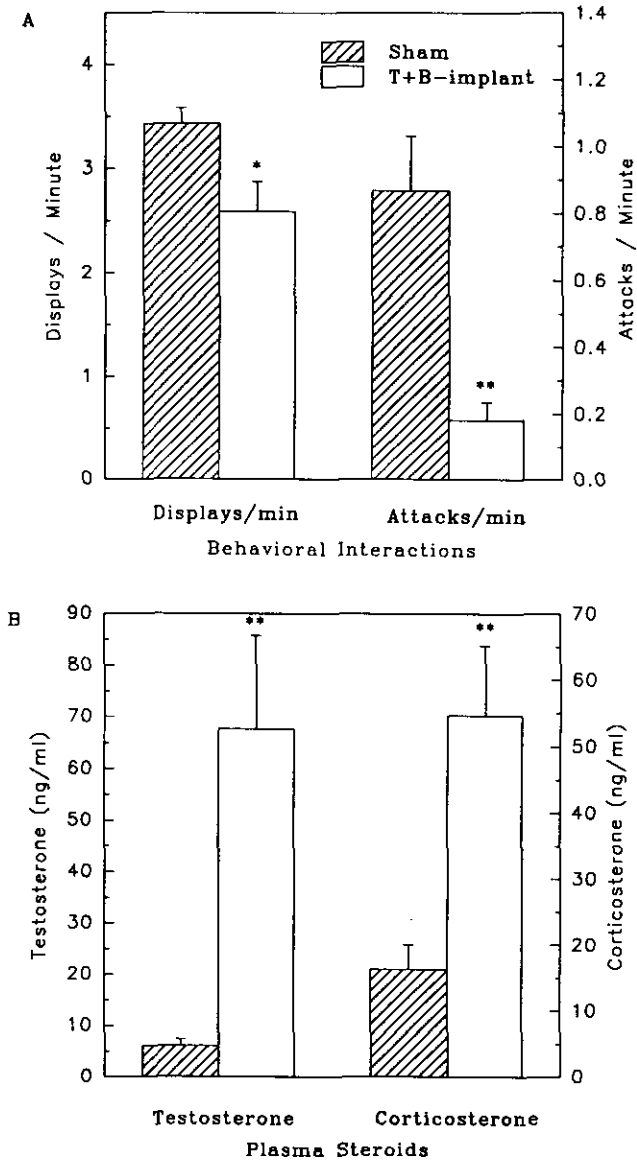 A
Sham
T+B-implant
Displays / Minute
4
3
2
1
0
*
**
1.4
1.2
1.0
0.8
0.6
0.4
0.2
0.0
Attacks / Minute
Displays/min Attacks/min
Behavioral Interactions
B
Testosterone (ng/ml)
90
80
70
60
50
40
30
20
10
0
**
**
70
60
50
40
30
20
10
0
Corticosterone (ng/ml)
Testosterone Corticosterone
Plasma Steroids